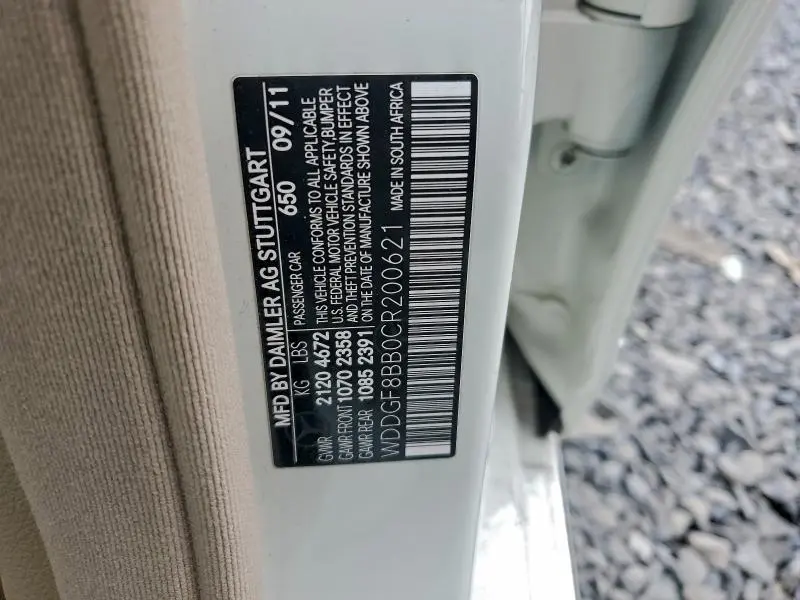 MFD BY DAIMLER AG STUTTGART
KG LBS PASSENGER CAR 650 09/11
GVWR 2120 4672 THIS VEHICLE CONFORMS TO ALL APPLICABLE
GAWR FRONT 1070 2358 U.S. FEDERAL MOTOR VEHICLE SAFETY,BUMPER
GAWR REAR 1085 2391 AND THEFT PREVENTION STANDARDS IN EFFECT
ON THE DATE OF MANUFACTURE SHOWN ABOVE
WDDGF8BB0CR200621 MADE IN SOUTH AFRICA